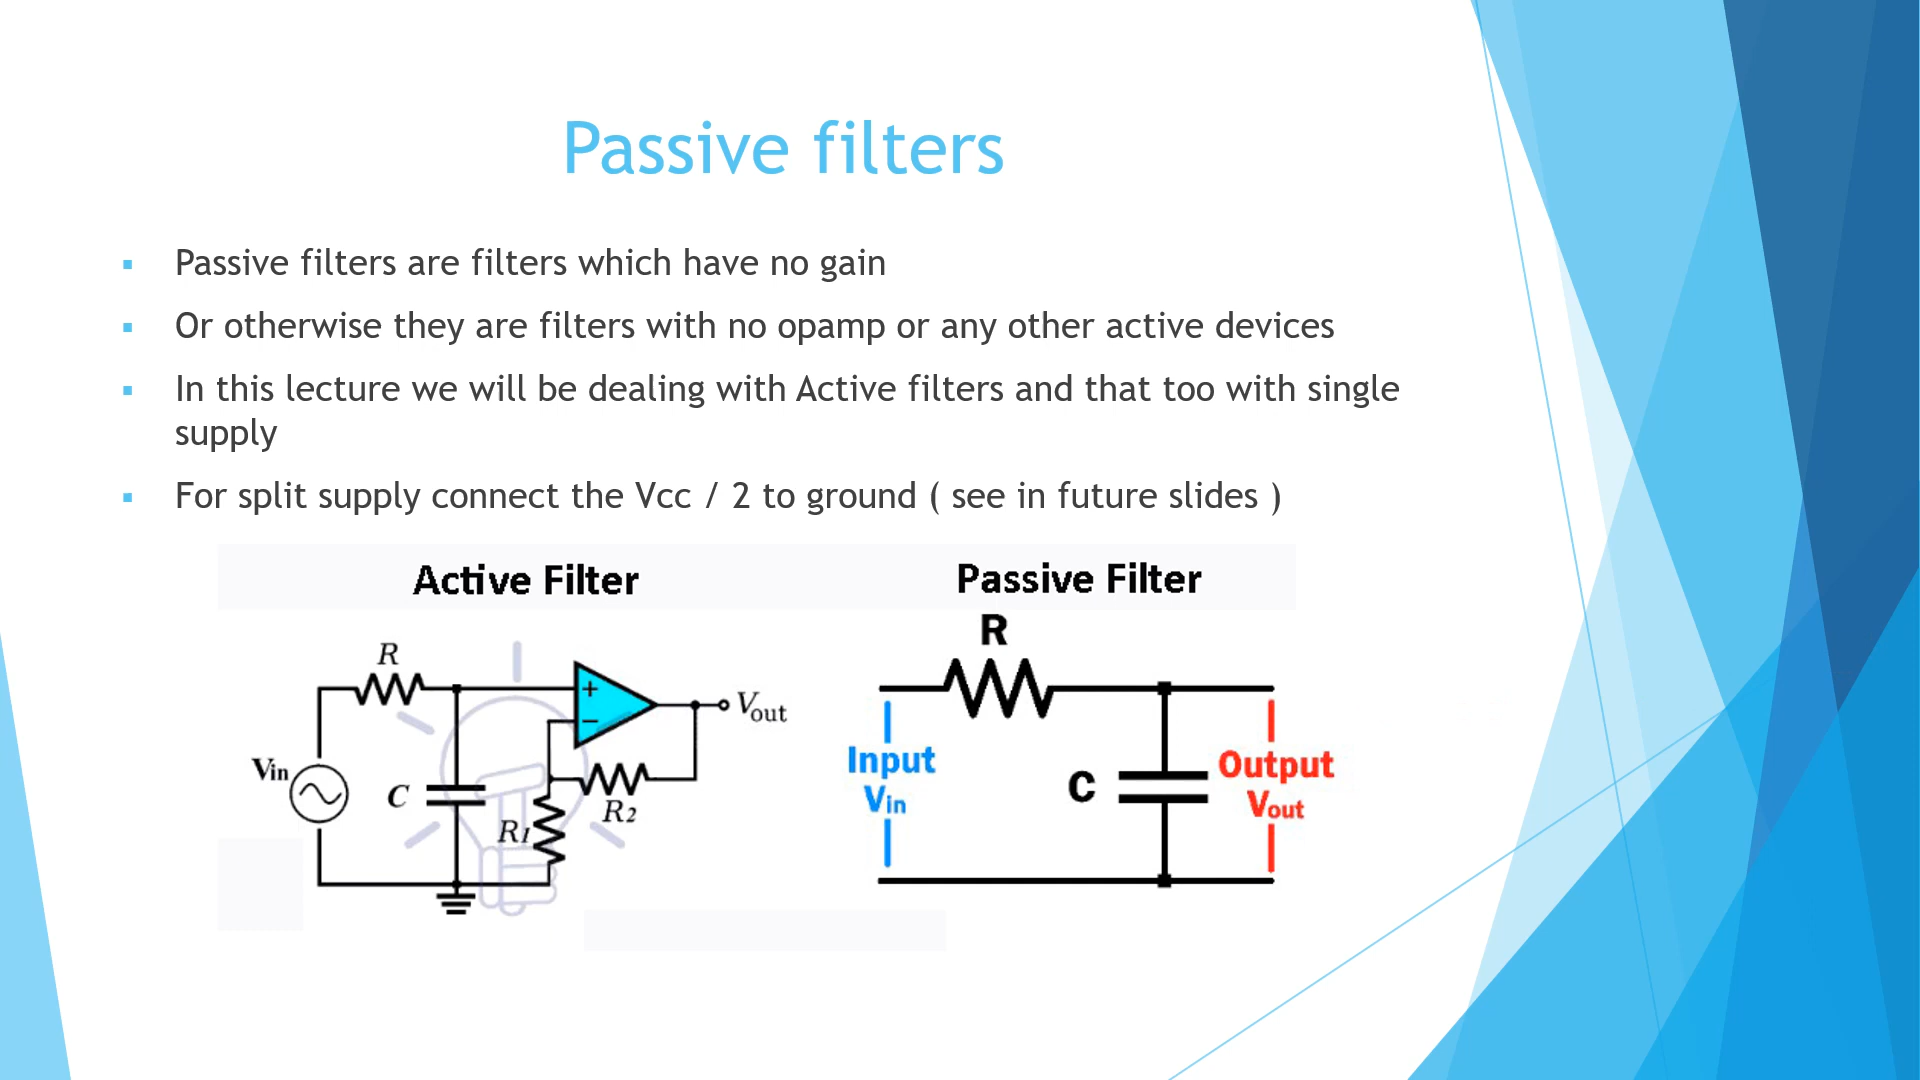 Passive filters
Passive filters are filters which have no gain
Or otherwise they are filters with no opamp or any other active devices
In this lecture we will be dealing with Active filters and that too with single
supply
For split supply connect the Vcc / 2 to ground ( see in future slides )
Active Filter
Passive Filter
R
+
−
Vout
Vin
C
R1
R2
R
Input
Vin
C
Output
Vout